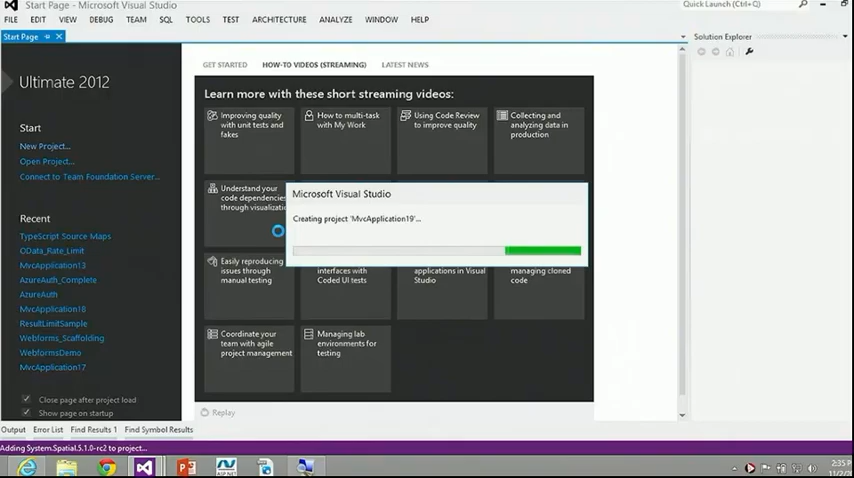 Start Page - Microsoft Visual Studio
Quick Launch (Ctrl+Q)
FILE EDIT VIEW DEBUG TEAM SQL TOOLS TEST ARCHITECTURE ANALYZE WINDOW HELP
Start Page
Solution Explorer
Ultimate 2012
Start
New Project...
Open Project...
Connect to Team Foundation Server...
Recent
TypeScript Source Maps
OData_Rate_Limit
MvcApplication13
AzureAuth_Complete
AzureAuth
MvcApplication18
ResultLimitSample
Webforms_Scaffolding
WebformsDemo
MvcApplication17
Close page after project load
Show page on startup
GET STARTED HOW-TO VIDEOS (STREAMING) LATEST NEWS
Learn more with these short streaming videos:
Improving quality
with unit tests and
fakes
How to multi-task
with My Work
Using Code Review
to improve quality
Collecting and
analyzing data in
production
Understand your
code dependencies
through visualizati
Microsoft Visual Studio
Creating project 'MvcApplication19'...
Easily reproducing
issues through
manual testing
interfaces with
Coded UI tests
applications in Visual
Studio
managing cloned
code
Coordinate your
team with agile
project management
Managing lab
environments for
testing
Replay
Output Error List Find Results 1 Find Symbol Results
Adding System.Spatial.5.1.0-rc2 to project...
ASP.NET
2:35 P
11/2/20